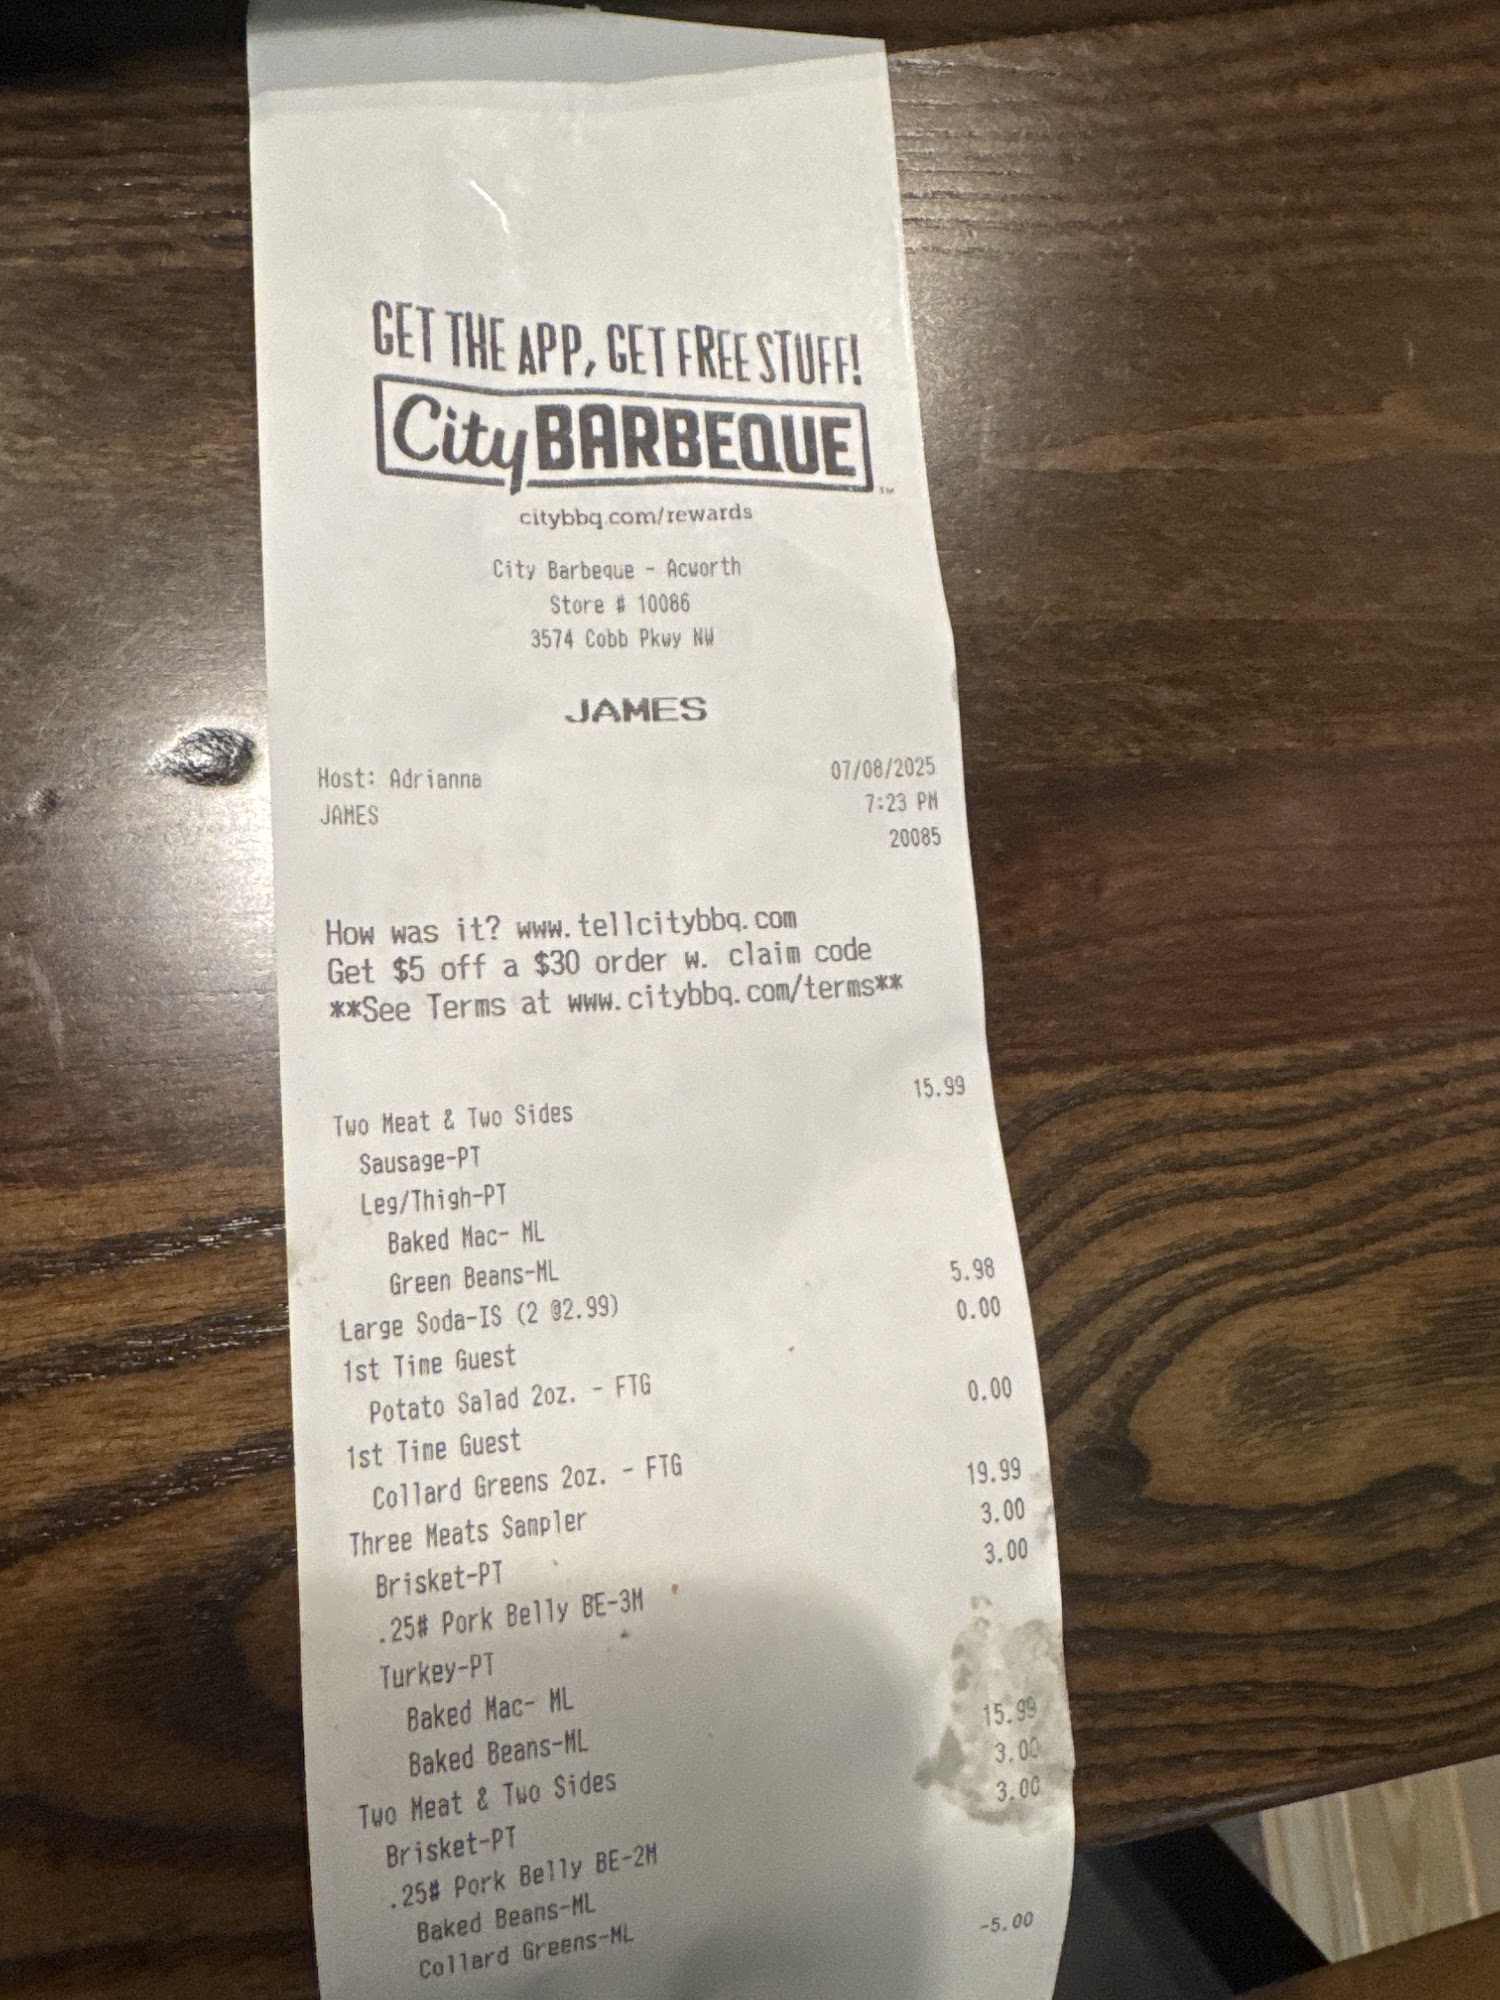 GET THE APP, GET FREE STUFF!
City BARBEQUE ™
citybbq.com/rewards
City Barbeque - Acworth
Store # 10086
3574 Cobb Pkwy NW
JAMES
Host: Adrianna 07/08/2025
JAMES 7:23 PM
20085
How was it? www.tellcitybbq.com
Get $5 off a $30 order w. claim code
**See Terms at www.citybbq.com/terms**
Two Meat & Two Sides 15.99
Sausage-PT
Leg/Thigh-PT
Baked Mac- ML
Green Beans-ML
Large Soda-IS (2 @2.99) 5.98
1st Time Guest 0.00
Potato Salad 2oz. - FTG
1st Time Guest 0.00
Collard Greens 2oz. - FTG
Three Meats Sampler 19.99
Brisket-PT 3.00
.25# Pork Belly BE-3M 3.00
Turkey-PT
Baked Mac- ML
Baked Beans-ML
Two Meat & Two Sides 15.99
Brisket-PT 3.00
.25# Pork Belly BE-2M 3.00
Baked Beans-ML
Collard Greens-ML
-5.00